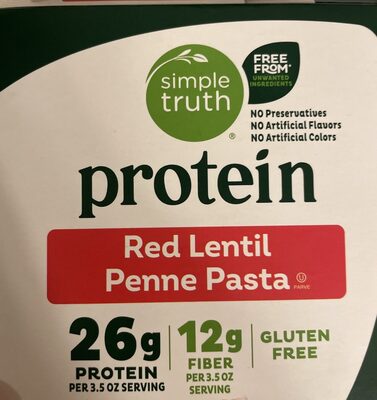 simple
truth
®
FREE
FROM*
UNWANTED
INGREDIENTS
NO Preservatives
NO Artificial Flavors
NO Artificial Colors
protein
Red Lentil
Penne Pasta
U
PARVE
26g
PROTEIN
PER 3.5 OZ SERVING
12g
FIBER
PER 3.5 OZ
SERVING
GLUTEN
FREE